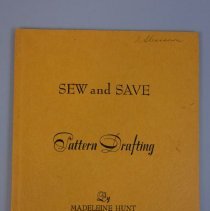 SEW and SAVE
Pattern Drafting
By
MADELEINE HUNT